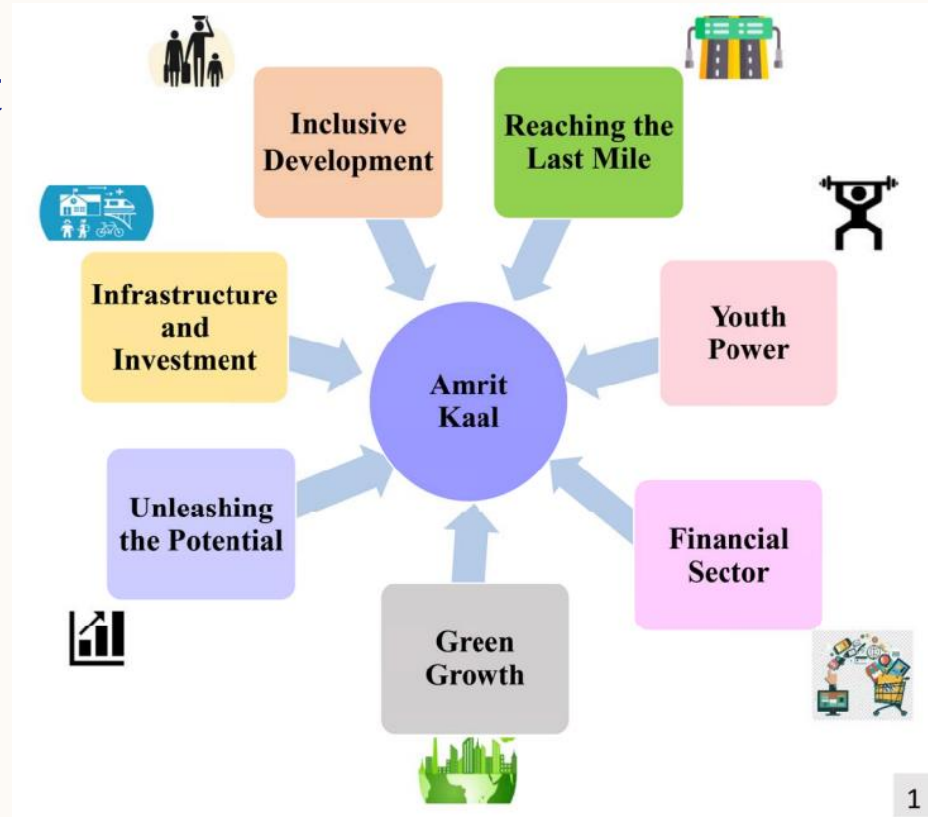 Inclusive
Development
Reaching the
Last Mile
Infrastructure
and
Investment
Youth
Power
Amrit
Kaal
Unleashing
the Potential
Financial
Sector
Green
Growth
1